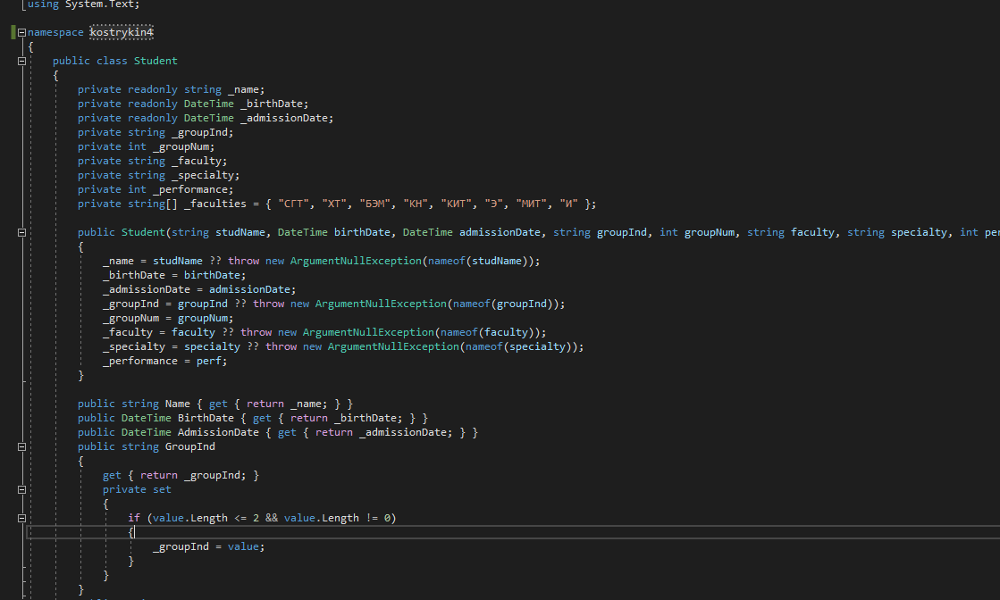 using System.Text;
namespace kostrykin4
{
public class Student
{
private readonly string _name;
private readonly DateTime _birthDate;
private readonly DateTime _admissionDate;
private string _groupInd;
private int _groupNum;
private string _faculty;
private string _specialty;
private int _performance;
private string[] _faculties = { "СГТ", "ХТ", "БЭМ", "КН", "КИТ", "Э", "МИТ", "И" };
public Student(string studName, DateTime birthDate, DateTime admissionDate, string groupInd, int groupNum, string faculty, string specialty, int per
{
_name = studName ?? throw new ArgumentNullException(nameof(studName));
_birthDate = birthDate;
_admissionDate = admissionDate;
_groupInd = groupInd ?? throw new ArgumentNullException(nameof(groupInd));
_groupNum = groupNum;
_faculty = faculty ?? throw new ArgumentNullException(nameof(faculty));
_specialty = specialty ?? throw new ArgumentNullException(nameof(specialty));
_performance = perf;
}
public string Name { get { return _name; } }
public DateTime BirthDate { get { return _birthDate; } }
public DateTime AdmissionDate { get { return _admissionDate; } }
public string GroupInd
{
get { return _groupInd; }
private set
{
if (value.Length <= 2 && value.Length != 0)
{
_groupInd = value;
}
}
}